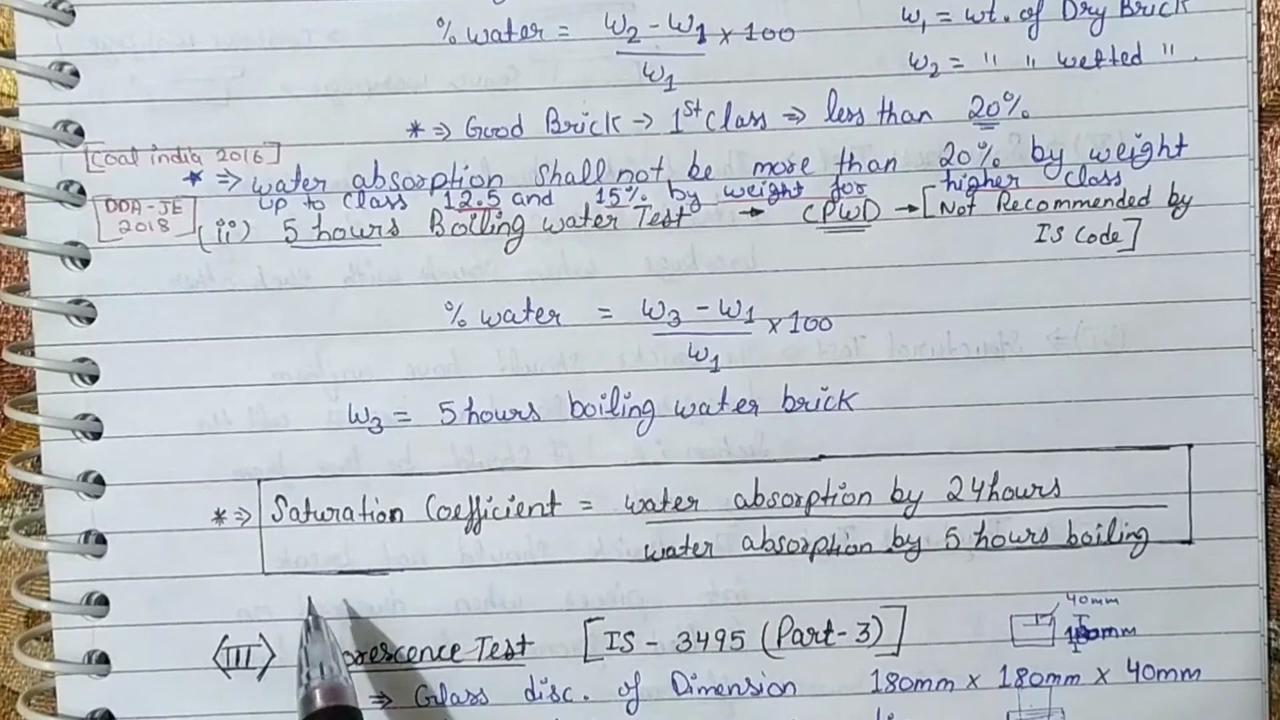 % water = (w2 - w1)/w1 × 100
w1 = wt. of Dry Brick
w2 = " " wetted ".
* ⇒ Good Brick → 1st Class ⇒ less than 20%.
[Coal india 2016]
* ⇒ water absorption shall not be more than 20% by weight
up to class 12.5 and 15% by weight for higher class
[DDA-JE 2018]
(ii) 5 hours Boiling water Test → CPWD → [Not Recommended by
IS Code]
% water = (w3 - w1)/w1 × 100
w3 = 5 hours boiling water brick
* ⇒ Saturation Coefficient = water absorption by 24 hours
water absorption by 5 hours boiling
40mm
(III) orescence Test [IS - 3495 (Part-3)]
⇒ Glass disc. of Dimension 180mm × 180mm × 40mm